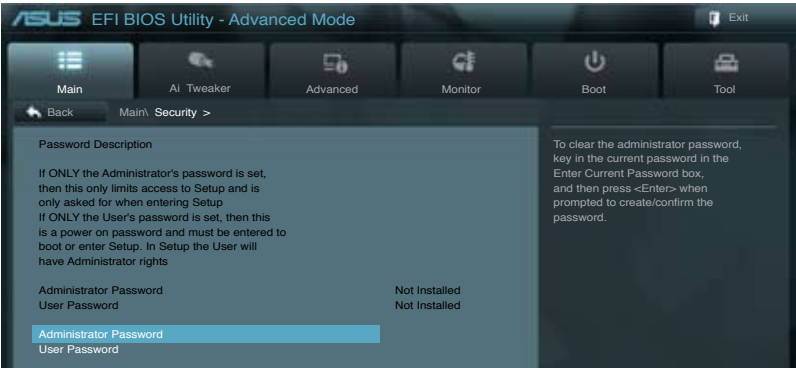 ASUS EFI BIOS Utility - Advanced Mode
Exit
Main
Ai Tweaker
Advanced
Monitor
Boot
Tool
Back
Main\ Security >
Password Description
If ONLY the Administrator's password is set,
then this only limits access to Setup and is
only asked for when entering Setup
If ONLY the User's password is set, then this
is a power on password and must be entered to
boot or enter Setup. In Setup the User will
have Administrator rights
Administrator Password Not Installed
User Password Not Installed
Administrator Password
User Password
To clear the administrator password,
key in the current password in the
Enter Current Password box,
and then press <Enter> when
prompted to create/confirm the
password.